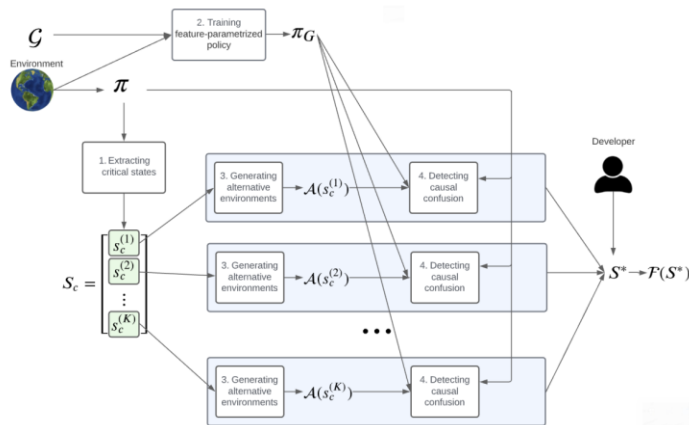 𝒢
2. Training
feature-parametrized
policy
π_G
Environment
π
1. Extracting
critical states
Developer
3. Generating
alternative
environments
𝒜(s_c^{(1)})
4. Detecting
causal
confusion
S_c =
s_c^{(1)}
s_c^{(2)}
⋮
s_c^{(K)}
3. Generating
alternative
environments
𝒜(s_c^{(2)})
4. Detecting
causal
confusion
S* → ℱ(S*)
•••
3. Generating
alternative
environments
𝒜(s_c^{(K)})
4. Detecting
causal
confusion